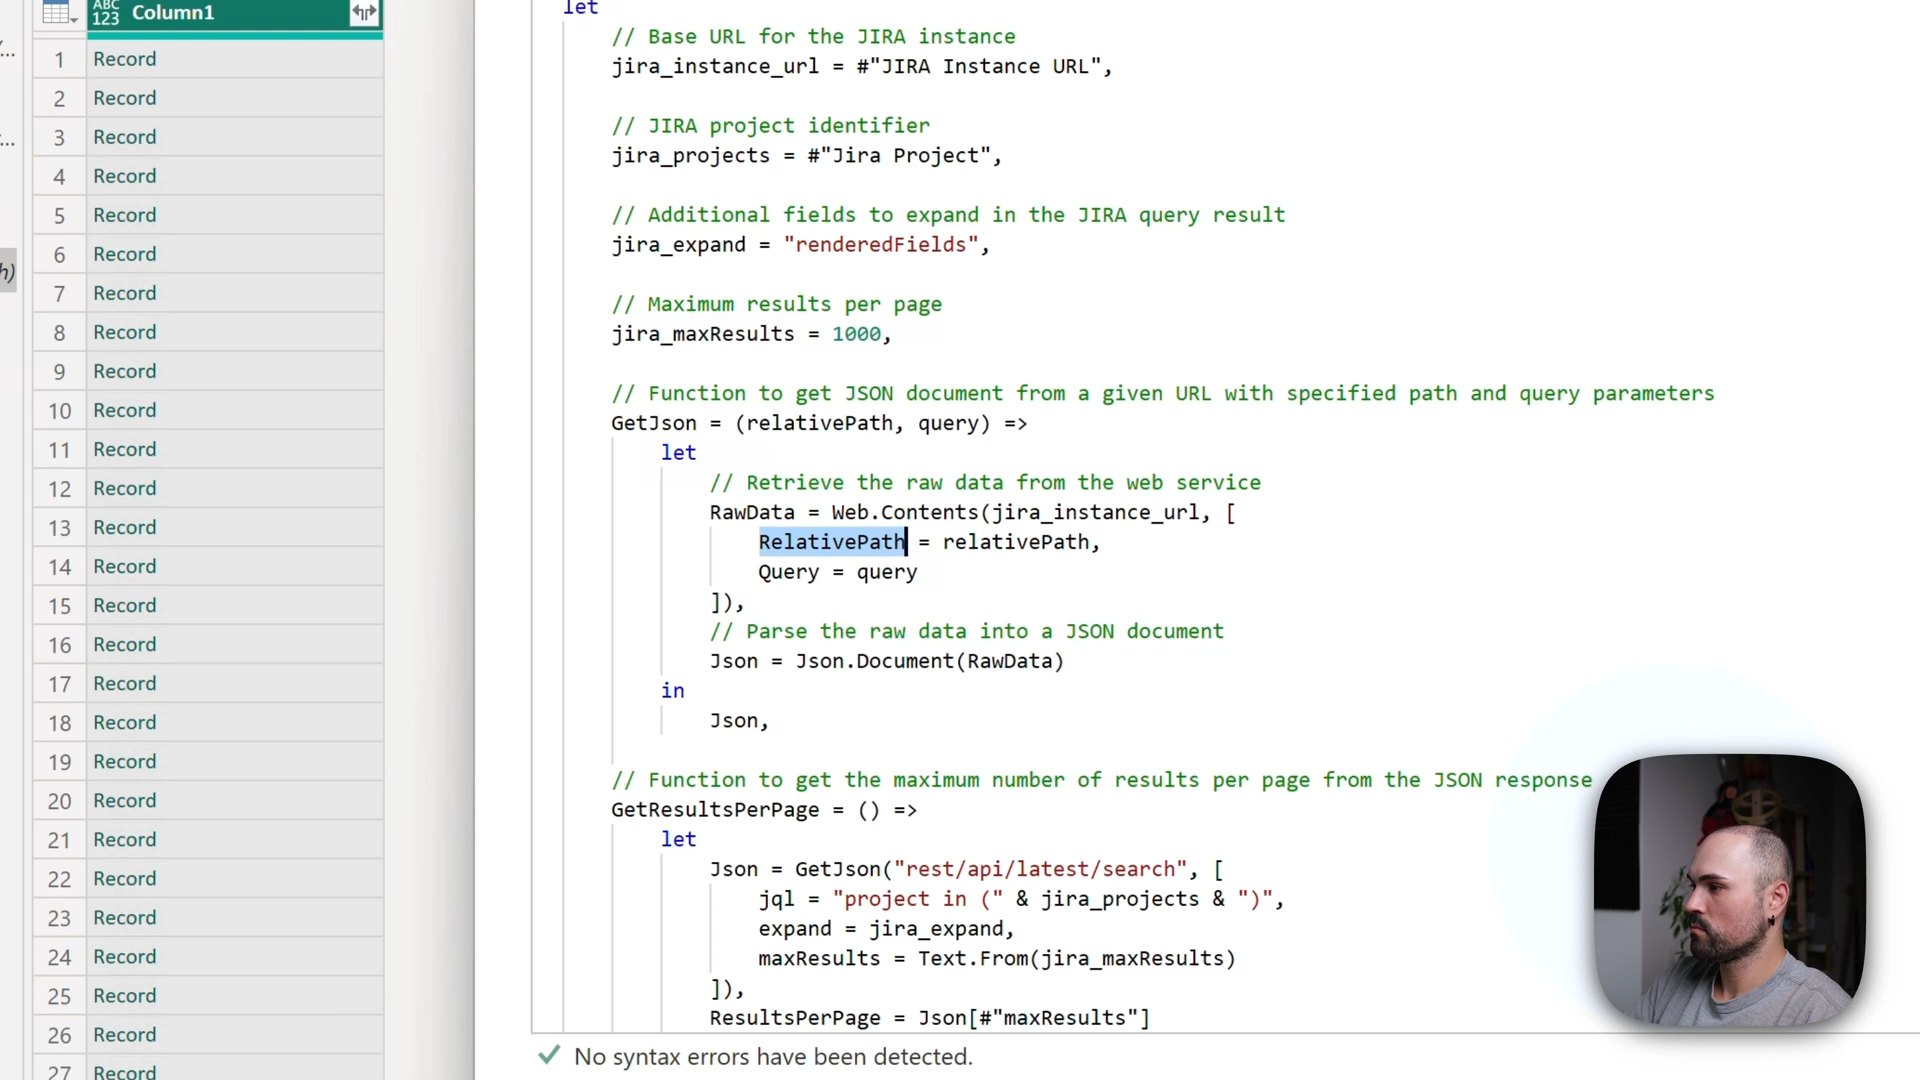 ABC
123 Column1
1 Record
2 Record
3 Record
4 Record
5 Record
6 Record
h)
7 Record
8 Record
9 Record
10 Record
11 Record
12 Record
13 Record
14 Record
15 Record
16 Record
17 Record
18 Record
19 Record
20 Record
21 Record
22 Record
23 Record
24 Record
25 Record
26 Record
27 Record
let
// Base URL for the JIRA instance
jira_instance_url = #"JIRA Instance URL",
// JIRA project identifier
jira_projects = #"Jira Project",
// Additional fields to expand in the JIRA query result
jira_expand = "renderedFields",
// Maximum results per page
jira_maxResults = 1000,
// Function to get JSON document from a given URL with specified path and query parameters
GetJson = (relativePath, query) =>
let
// Retrieve the raw data from the web service
RawData = Web.Contents(jira_instance_url, [
RelativePath = relativePath,
Query = query
]),
// Parse the raw data into a JSON document
Json = Json.Document(RawData)
in
Json,
// Function to get the maximum number of results per page from the JSON response
GetResultsPerPage = () =>
let
Json = GetJson("rest/api/latest/search", [
jql = "project in (" & jira_projects & ")",
expand = jira_expand,
maxResults = Text.From(jira_maxResults)
]),
ResultsPerPage = Json[#"maxResults"]
No syntax errors have been detected.